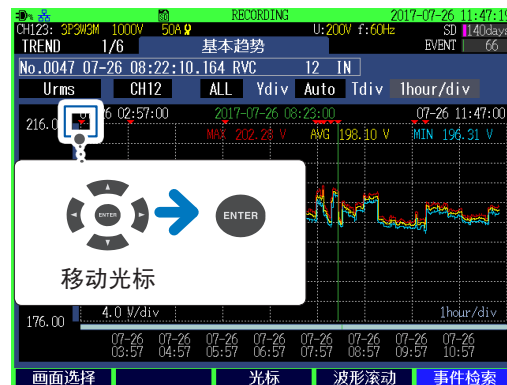 RECORDING 2017-07-26 11:47:19
CH123: 3P3W3M 1000V 50A U:200V f:60Hz SD 140days
TREND 1/6 基本趋势 EVENT 66
No.0047 07-26 08:22:10.164 RVC 12 IN
Urms CH12 ALL Ydiv Auto Tdiv 1hour/div
02:57:00 2017-07-26 08:23:00 07-26 11:47:00
MAX 202.28 V AVG 198.10 V MIN 196.31 V
ENTER
ENTER
移动光标
4.0 V/div 1hour/div
176.00
07-26 07-26 07-26 07-26 07-26 07-26 07-26 07-26
03:57 04:57 05:57 06:57 07:57 08:57 09:57 10:57
画面选择 光标 波形滚动 事件检索